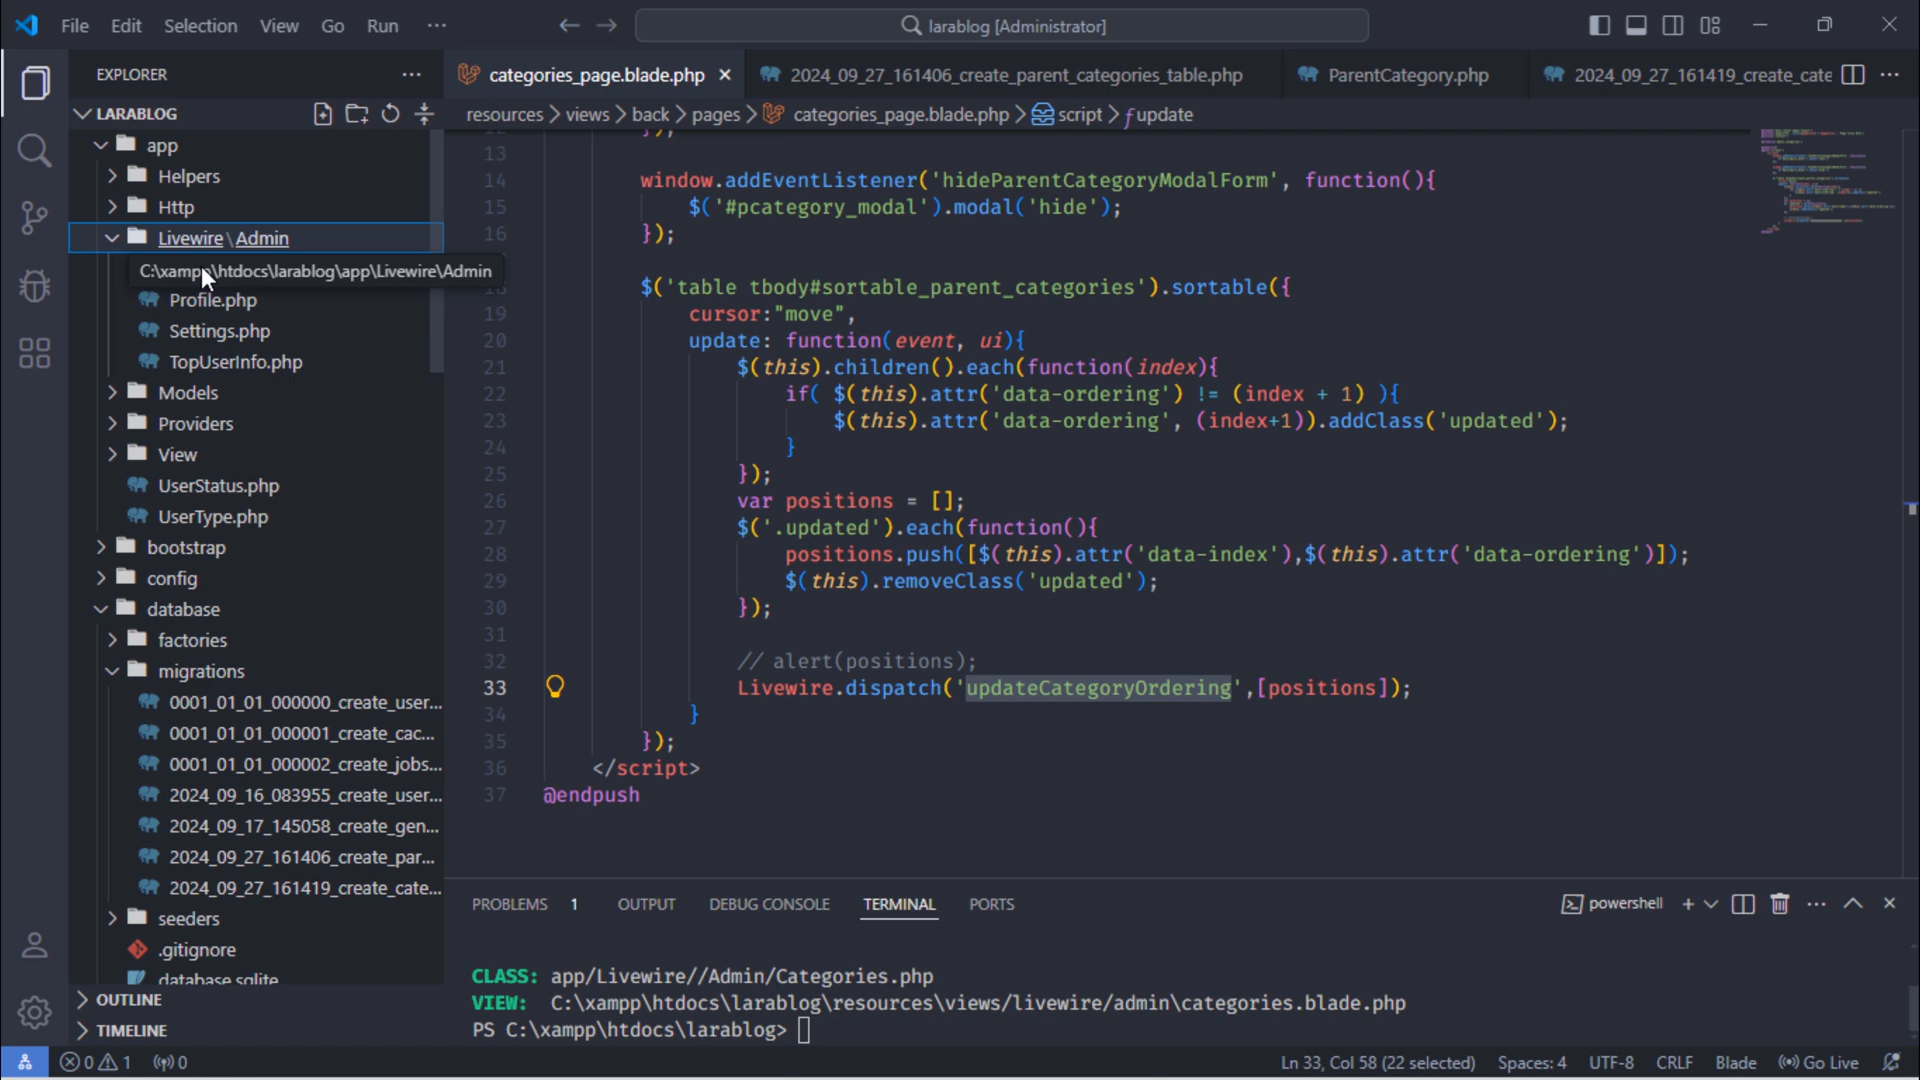 File Edit Selection View Go Run ···
larablog [Administrator]
EXPLORER ···
LARABLOG
app
Helpers
Http
Livewire\Admin
C:\xampp\htdocs\larablog\app\Livewire\Admin
Profile.php
Settings.php
TopUserInfo.php
Models
Providers
View
UserStatus.php
UserType.php
bootstrap
config
database
factories
migrations
0001_01_01_000000_create_user...
0001_01_01_000001_create_cac...
0001_01_01_000002_create_jobs...
2024_09_16_083955_create_user...
2024_09_17_145058_create_gen...
2024_09_27_161406_create_par...
2024_09_27_161419_create_cate...
seeders
.gitignore
database.sqlite
OUTLINE
TIMELINE
categories_page.blade.php 2024_09_27_161406_create_parent_categories_table.php ParentCategory.php 2024_09_27_161419_create_cate ···
resources > views > back > pages > categories_page.blade.php > script > update
13
14 window.addEventListener('hideParentCategoryModalForm', function(){
15 $('#pcategory_modal').modal('hide');
16 });
$('table tbody#sortable_parent_categories').sortable({
19 cursor:"move",
20 update: function(event, ui){
21 $(this).children().each(function(index){
22 if( $(this).attr('data-ordering') != (index + 1) ){
23 $(this).attr('data-ordering', (index+1)).addClass('updated');
24 }
25 });
26 var positions = [];
27 $('.updated').each(function(){
28 positions.push([$(this).attr('data-index'),$(this).attr('data-ordering')]);
29 $(this).removeClass('updated');
30 });
31
32 // alert(positions);
33 Livewire.dispatch('updateCategoryOrdering',[positions]);
34 }
35 });
36 </script>
37 @endpush
PROBLEMS 1 OUTPUT DEBUG CONSOLE TERMINAL PORTS powershell
CLASS: app/Livewire//Admin/Categories.php
VIEW: C:\xampp\htdocs\larablog\resources\views/livewire/admin\categories.blade.php
PS C:\xampp\htdocs\larablog>
0 1 0 Ln 33, Col 58 (22 selected) Spaces: 4 UTF-8 CRLF Blade Go Live